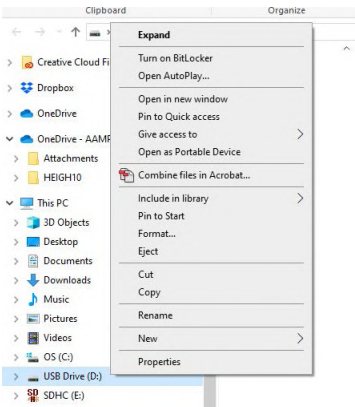 Clipboard
Organize
Creative Cloud Fi
Dropbox
OneDrive
OneDrive - AAMP
Attachments
HEIGH10
This PC
3D Objects
Desktop
Documents
Downloads
Music
Pictures
Videos
OS (C:)
USB Drive (D:)
SDHC (E:)
Expand
Turn on BitLocker
Open AutoPlay...
Open in new window
Pin to Quick access
Give access to
Open as Portable Device
Combine files in Acrobat...
Include in library
Pin to Start
Format...
Eject
Cut
Copy
Rename
New
Properties